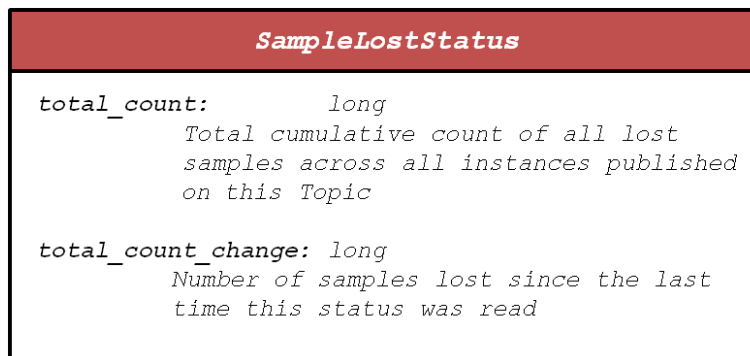 SampleLostStatus
total_count: long
Total cumulative count of all lost
samples across all instances published
on this Topic
total_count_change: long
Number of samples lost since the last
time this status was read